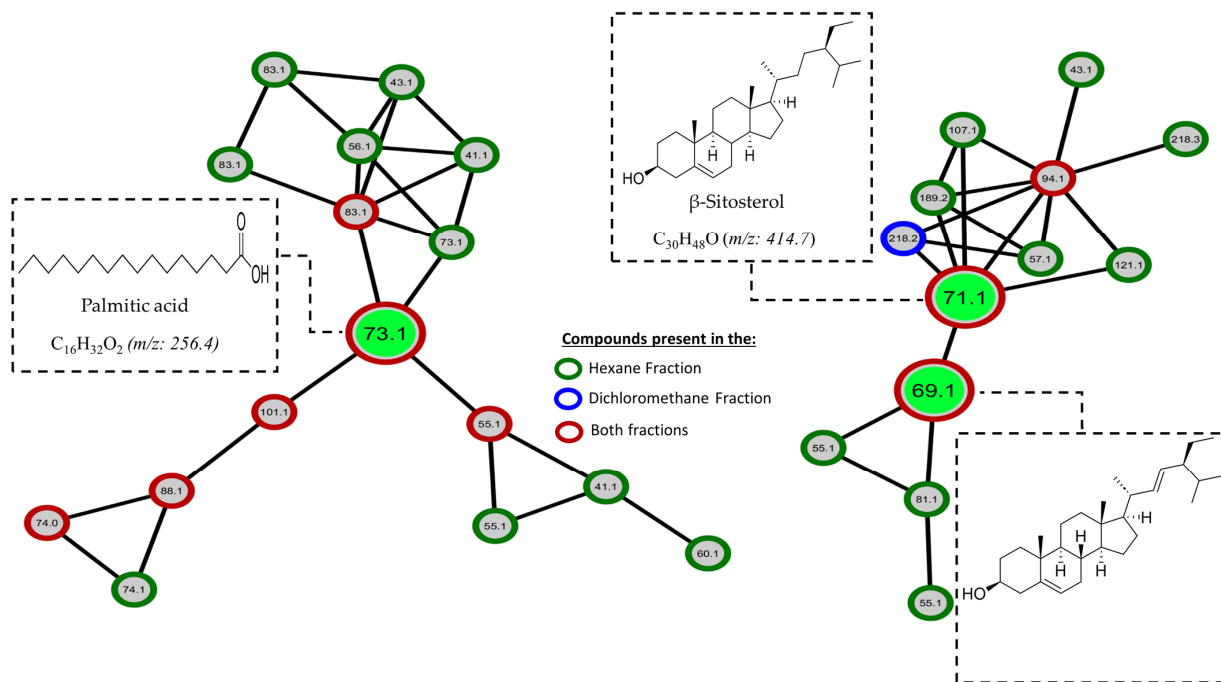 83.1
43.1
56.1
41.1
83.1
83.1
73.1
O
OH
Palmitic acid
C₁₆H₃₂O₂ (m/z: 256.4)
73.1
101.1
88.1
74.0
74.1
55.1
41.1
55.1
60.1
H
H
H
HO
β-Sitosterol
C₃₀H₄₈O (m/z: 414.7)
Compounds present in the:
Hexane Fraction
Dichloromethane Fraction
Both fractions
43.1
107.1
218.3
94.1
189.2
218.2
57.1
121.1
71.1
69.1
55.1
81.1
55.1
H
H
H
H
HO